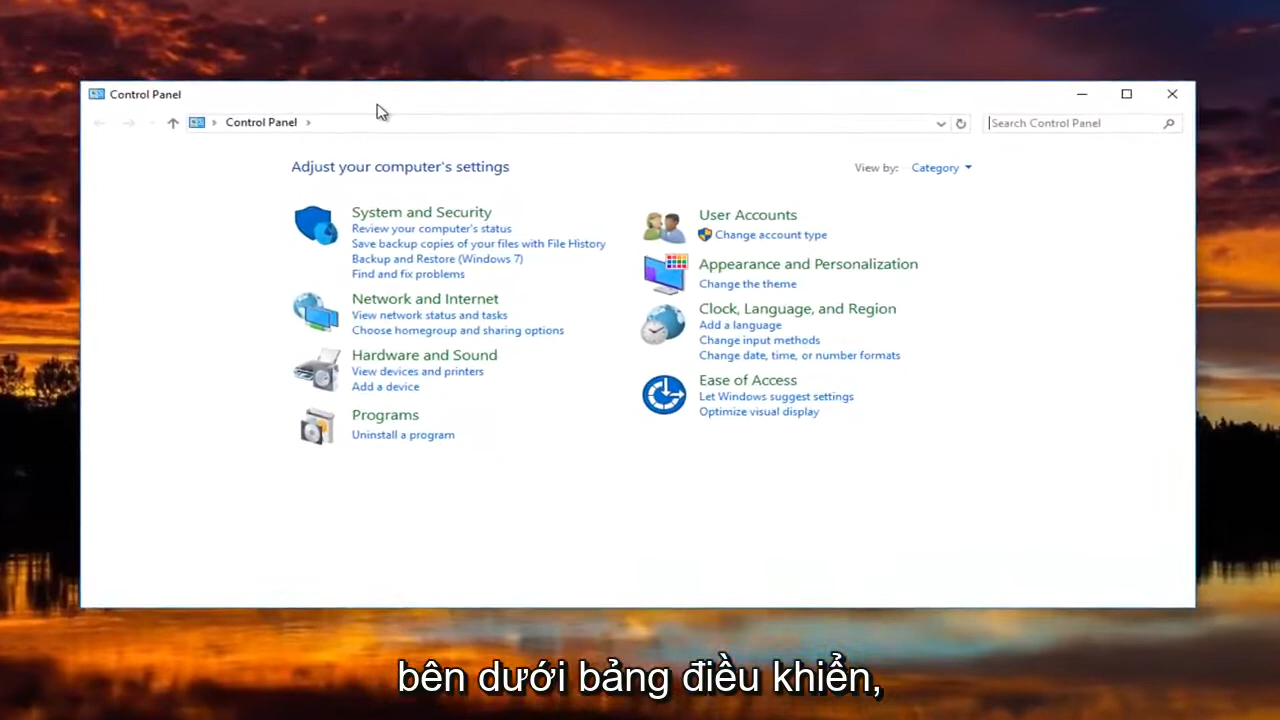 Control Panel
Control Panel
Search Control Panel
Adjust your computer's settings
View by: Category
System and Security
Review your computer's status
Save backup copies of your files with File History
Backup and Restore (Windows 7)
Find and fix problems
Network and Internet
View network status and tasks
Choose homegroup and sharing options
Hardware and Sound
View devices and printers
Add a device
Programs
Uninstall a program
User Accounts
Change account type
Appearance and Personalization
Change the theme
Clock, Language, and Region
Add a language
Change input methods
Change date, time, or number formats
Ease of Access
Let Windows suggest settings
Optimize visual display
bên dưới bảng điều khiển,